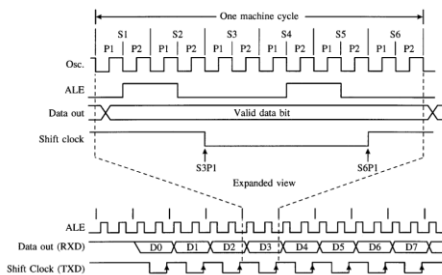 One machine cycle
S1 S2 S3 S4 S5 S6
P1 P2 P1 P2 P1 P2 P1 P2 P1 P2 P1 P2
Osc.
ALE
Data out Valid data bit
Shift clock
S3P1 S6P1
Expanded view
ALE
Data out (RXD) D0 D1 D2 D3 D4 D5 D6 D7
Shift Clock (TXD)